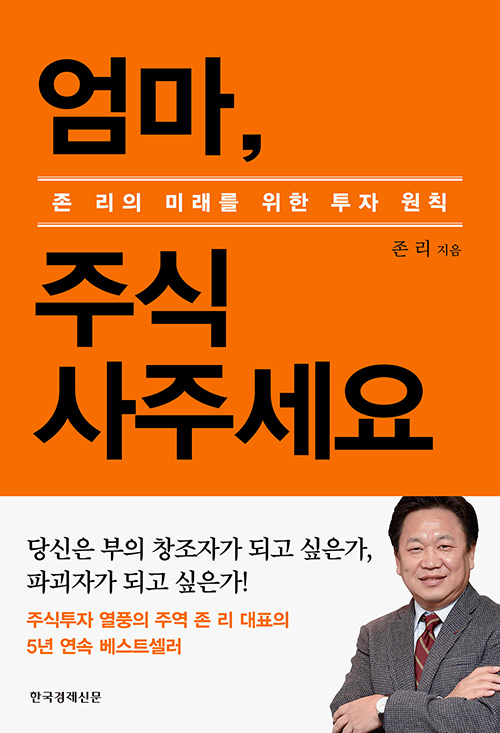 엄마,
존 리의 미래를 위한 투자 원칙
존 리 지음
주식
사주세요
당신은 부의 창조자가 되고 싶은가,
파괴자가 되고 싶은가!
주식투자 열풍의 주역 존 리 대표의
5년 연속 베스트셀러
한국경제신문